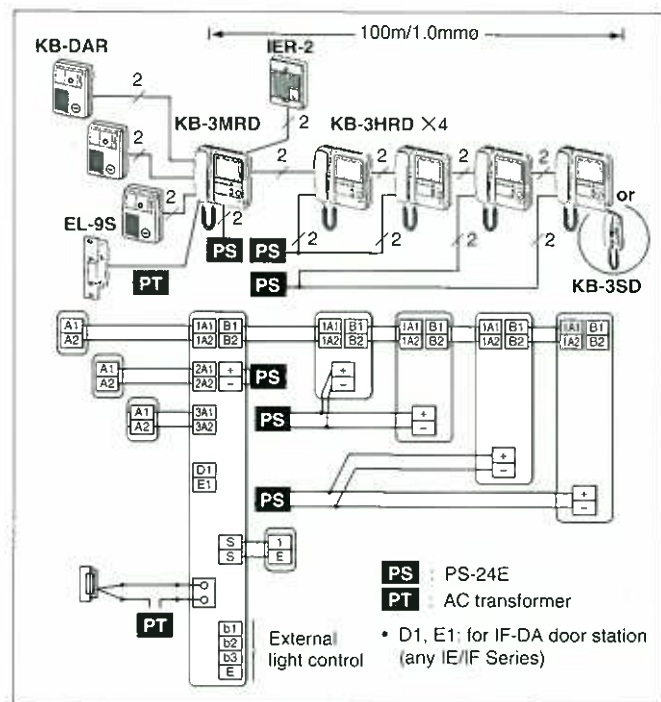 100m/1.0mmø
KB-DAR
IER-2
2
2
KB-3MRD
KB-3HRD ×4
2
2
2
2
2
2
or
EL-9S
2
PS
PS
2
2
2
2
PT
PS
KB-3SD
A1 1A1 B1 1A1 B1 1A1 B1 1A1 B1 1A1 B1
A2 1A2 B2 1A2 B2 1A2 B2 1A2 B2 1A2 B2
A1 2A1 + PS +
A2 2A2 − −
A1 3A1 PS +
A2 3A2 −
D1 +
E1 −
PS +
−
S 1
S E
PS : PS-24E
PT : AC transformer
PT
b1
b2
b3
E
External
light control
• D1, E1: for IF-DA door station
(any IE/IF Series)